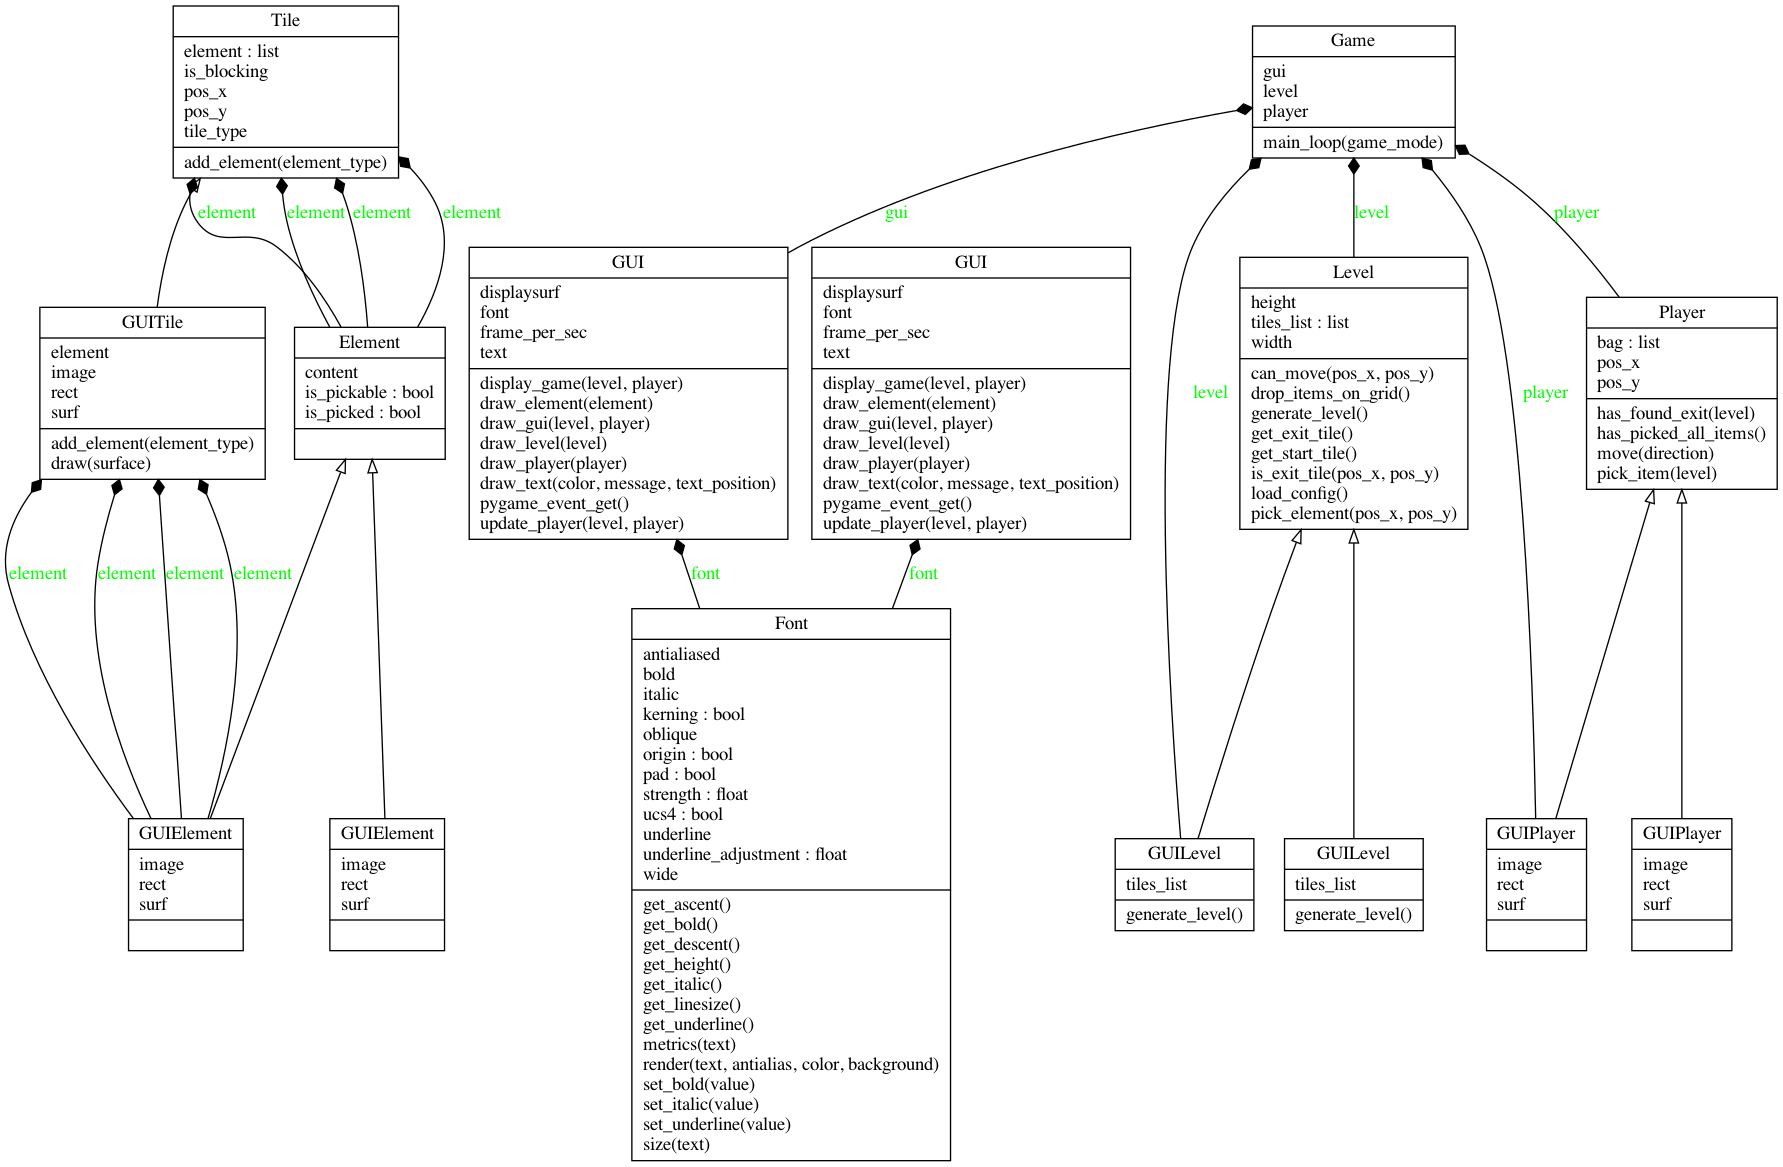 Tile
element : list
is_blocking
pos_x
pos_y
tile_type
add_element(element_type)
Game
gui
level
player
main_loop(game_mode)
element
element
element
element
gui
level
player
GUITile
element
image
rect
surf
add_element(element_type)
draw(surface)
Element
content
is_pickable : bool
is_picked : bool
GUI
displaysurf
font
frame_per_sec
text
display_game(level, player)
draw_element(element)
draw_gui(level, player)
draw_level(level)
draw_player(player)
draw_text(color, message, text_position)
pygame_event_get()
update_player(level, player)
GUI
displaysurf
font
frame_per_sec
text
display_game(level, player)
draw_element(element)
draw_gui(level, player)
draw_level(level)
draw_player(player)
draw_text(color, message, text_position)
pygame_event_get()
update_player(level, player)
level
Level
height
tiles_list : list
width
can_move(pos_x, pos_y)
drop_items_on_grid()
generate_level()
get_exit_tile()
get_start_tile()
is_exit_tile(pos_x, pos_y)
load_config()
pick_element(pos_x, pos_y)
player
Player
bag : list
pos_x
pos_y
has_found_exit(level)
has_picked_all_items()
move(direction)
pick_item(level)
element
element
element
element
font
font
Font
antialiased
bold
italic
kerning : bool
oblique
origin : bool
pad : bool
strength : float
ucs4 : bool
underline
underline_adjustment : float
wide
get_ascent()
get_bold()
get_descent()
get_height()
get_italic()
get_linesize()
get_underline()
metrics(text)
render(text, antialias, color, background)
set_bold(value)
set_italic(value)
set_underline(value)
size(text)
GUIElement
image
rect
surf
GUIElement
image
rect
surf
GUILevel
tiles_list
generate_level()
GUILevel
tiles_list
generate_level()
GUIPlayer
image
rect
surf
GUIPlayer
image
rect
surf